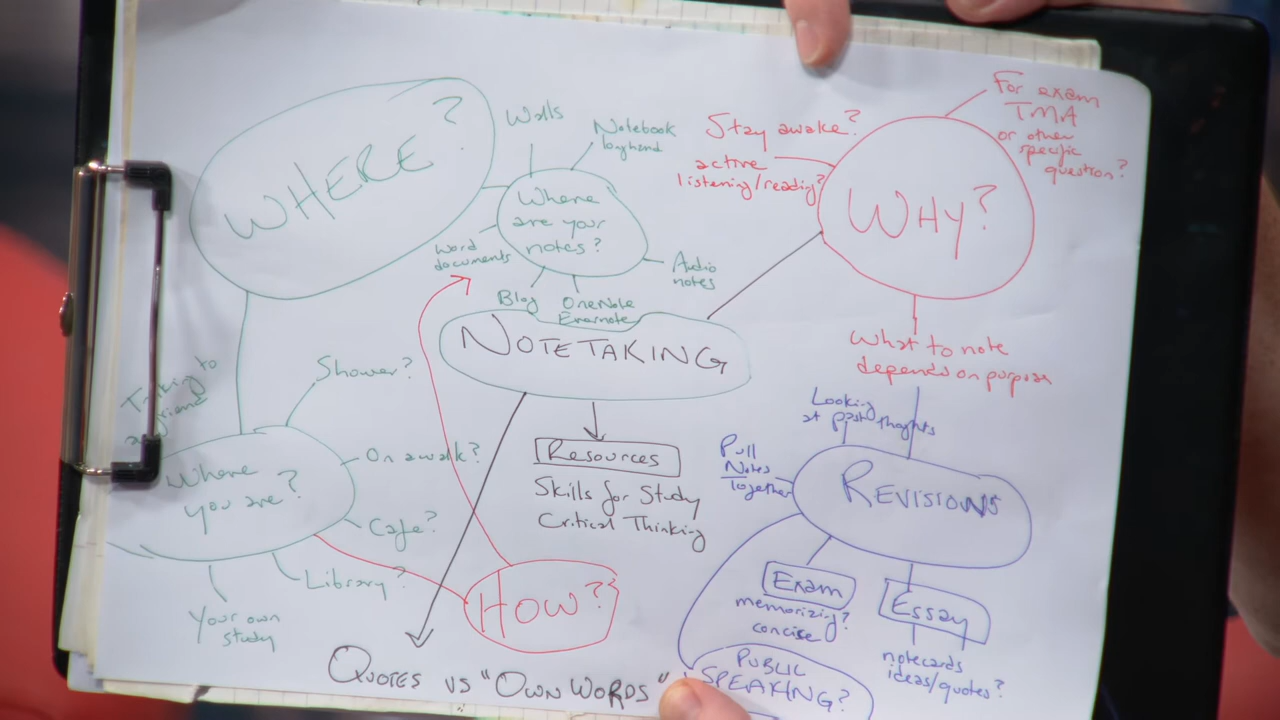 WHERE?
Walls
Notebook
longhand
Where
are your
notes?
Word
documents
Blog
OneNote
Evernote
Audio
notes
Stay awake?
active
listening/reading?
For exam
TMA
or other
specific
question?
WHY?
What to note
depends on purpose
NOTETAKING
Resources
Skills for Study
Critical Thinking
Talking to
a friend
Shower?
On a walk?
Cafe?
Library?
Your own
study
Where
you are?
HOW?
QUOTES VS "OWN WORDS"
Looking
at past thoughts
Pull
Notes
Together
REVISIONS
Exam
memorizing?
concise
Essay
notecards
ideas/quotes?
PUBLIC
SPEAKING?